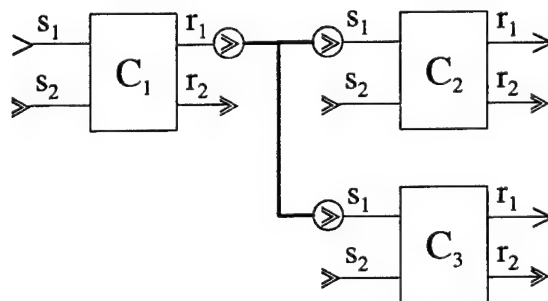 s₁ r₁ s₁ r₁
C₁ C₂
s₂ r₂ s₂ r₂
s₁ r₁
C₃
s₂ r₂